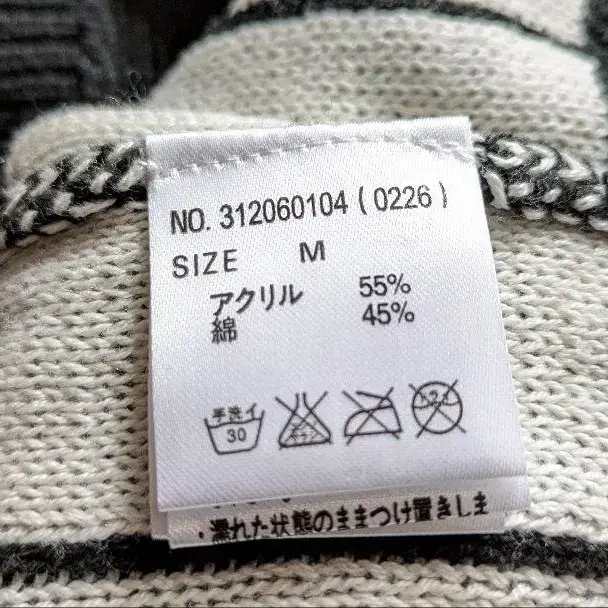 NO. 312060104 ( 0226 )
SIZE M
アクリル 55%
綿 45%
手洗イ
30
・濡れた状態のままつけ置きしま